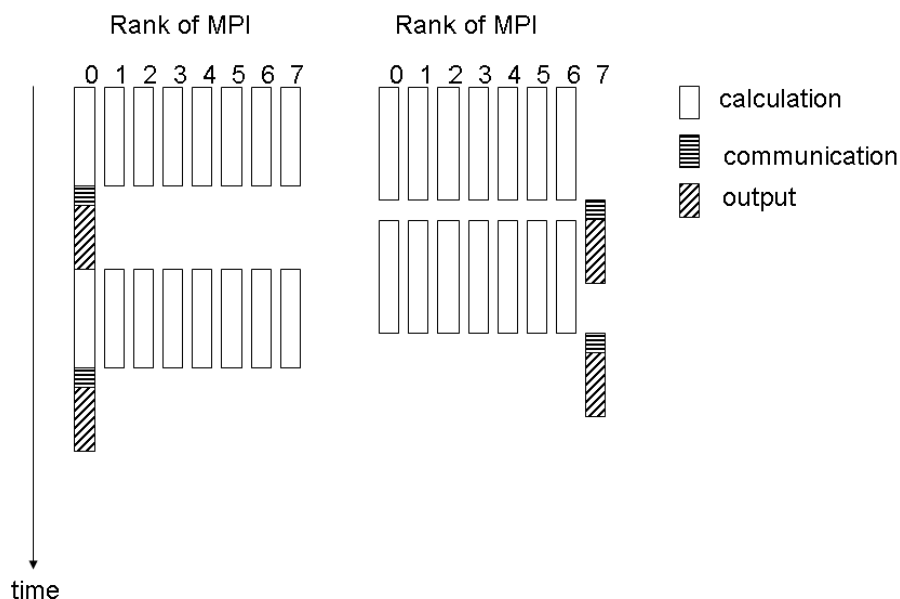 Rank of MPI
0 1 2 3 4 5 6 7
Rank of MPI
0 1 2 3 4 5 6 7
calculation
communication
output
time